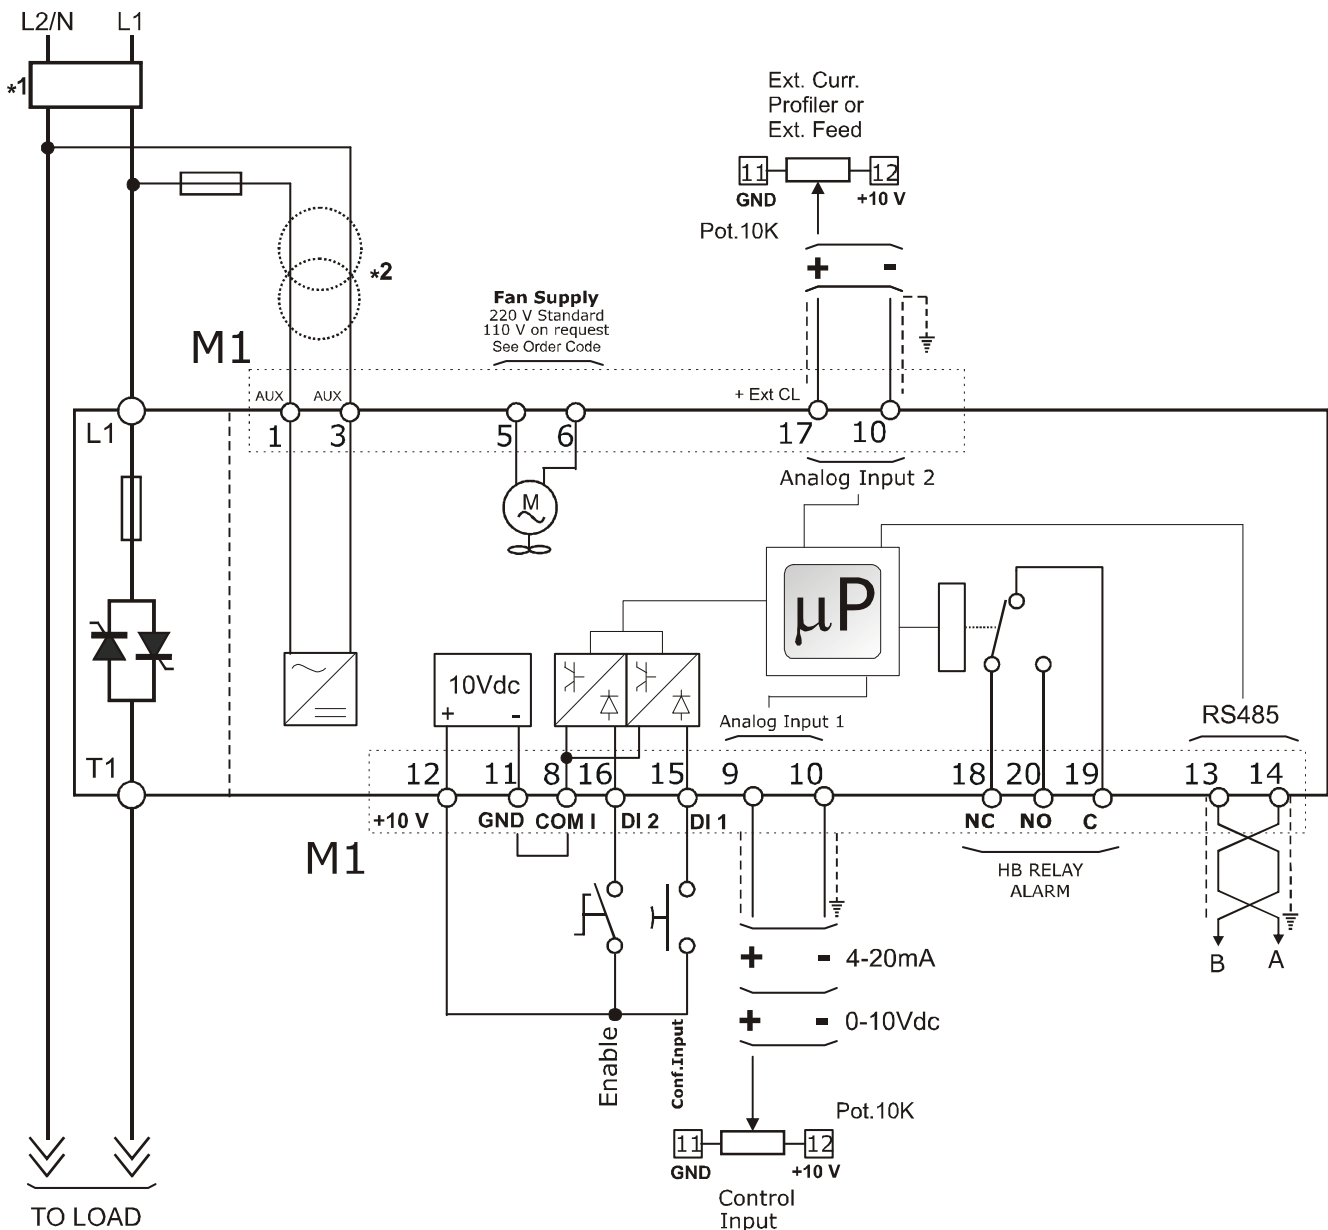 L2/N L1
*1
Ext. Curr.
Profiler or
Ext. Feed
11 12
GND +10 V
Pot.10K
+ -
*2
Fan Supply
220 V Standard
110 V on request
See Order Code
M1
AUX AUX
+ Ext CL
L1
1 3 5 6 17 10
M
Analog Input 2
µP
10Vdc
+ -
Analog Input 1
RS485
T1
12 11 8 16 15 9 10 18 20 19 13 14
+10 V GND COM I DI 2 DI 1 NC NO C
M1
HB RELAY
ALARM
+ - 4-20mA
B A
+ - 0-10Vdc
Enable
Conf.Input
Pot.10K
11 12
GND +10 V
Control
Input
TO LOAD